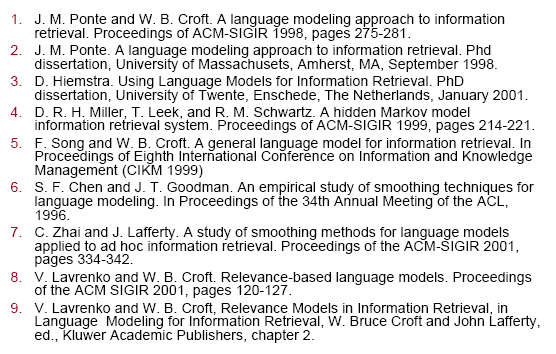 1. J. M. Ponte and W. B. Croft. A language modeling approach to information
retrieval. Proceedings of ACM-SIGIR 1998, pages 275-281.
2. J. M. Ponte. A language modeling approach to information retrieval. Phd
dissertation, University of Massachusets, Amherst, MA, September 1998.
3. D. Hiemstra. Using Language Models for Information Retrieval. PhD
dissertation, University of Twente, Enschede, The Netherlands, January 2001.
4. D. R. H. Miller, T. Leek, and R. M. Schwartz. A hidden Markov model
information retrieval system. Proceedings of ACM-SIGIR 1999, pages 214-221.
5. F. Song and W. B. Croft. A general language model for information retrieval. In
Proceedings of Eighth International Conference on Information and Knowledge
Management (CIKM 1999)
6. S. F. Chen and J. T. Goodman. An empirical study of smoothing techniques for
language modeling. In Proceedings of the 34th Annual Meeting of the ACL,
1996.
7. C. Zhai and J. Lafferty. A study of smoothing methods for language models
applied to ad hoc information retrieval. Proceedings of the ACM-SIGIR 2001,
pages 334-342.
8. V. Lavrenko and W. B. Croft. Relevance-based language models. Proceedings
of the ACM SIGIR 2001, pages 120-127.
9. V. Lavrenko and W. B. Croft, Relevance Models in Information Retrieval, in
Language Modeling for Information Retrieval, W. Bruce Croft and John Lafferty,
ed., Kluwer Academic Publishers, chapter 2.